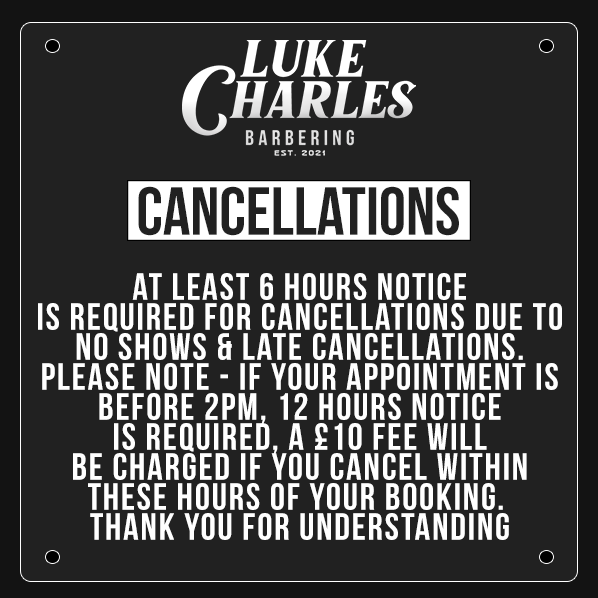 LUKE
CHARLES
BARBERING
EST. 2021
CANCELLATIONS
AT LEAST 6 HOURS NOTICE
IS REQUIRED FOR CANCELLATIONS DUE TO
NO SHOWS & LATE CANCELLATIONS.
PLEASE NOTE - IF YOUR APPOINTMENT IS
BEFORE 2PM, 12 HOURS NOTICE
IS REQUIRED, A £10 FEE WILL
BE CHARGED IF YOU CANCEL WITHIN
THESE HOURS OF YOUR BOOKING.
THANK YOU FOR UNDERSTANDING